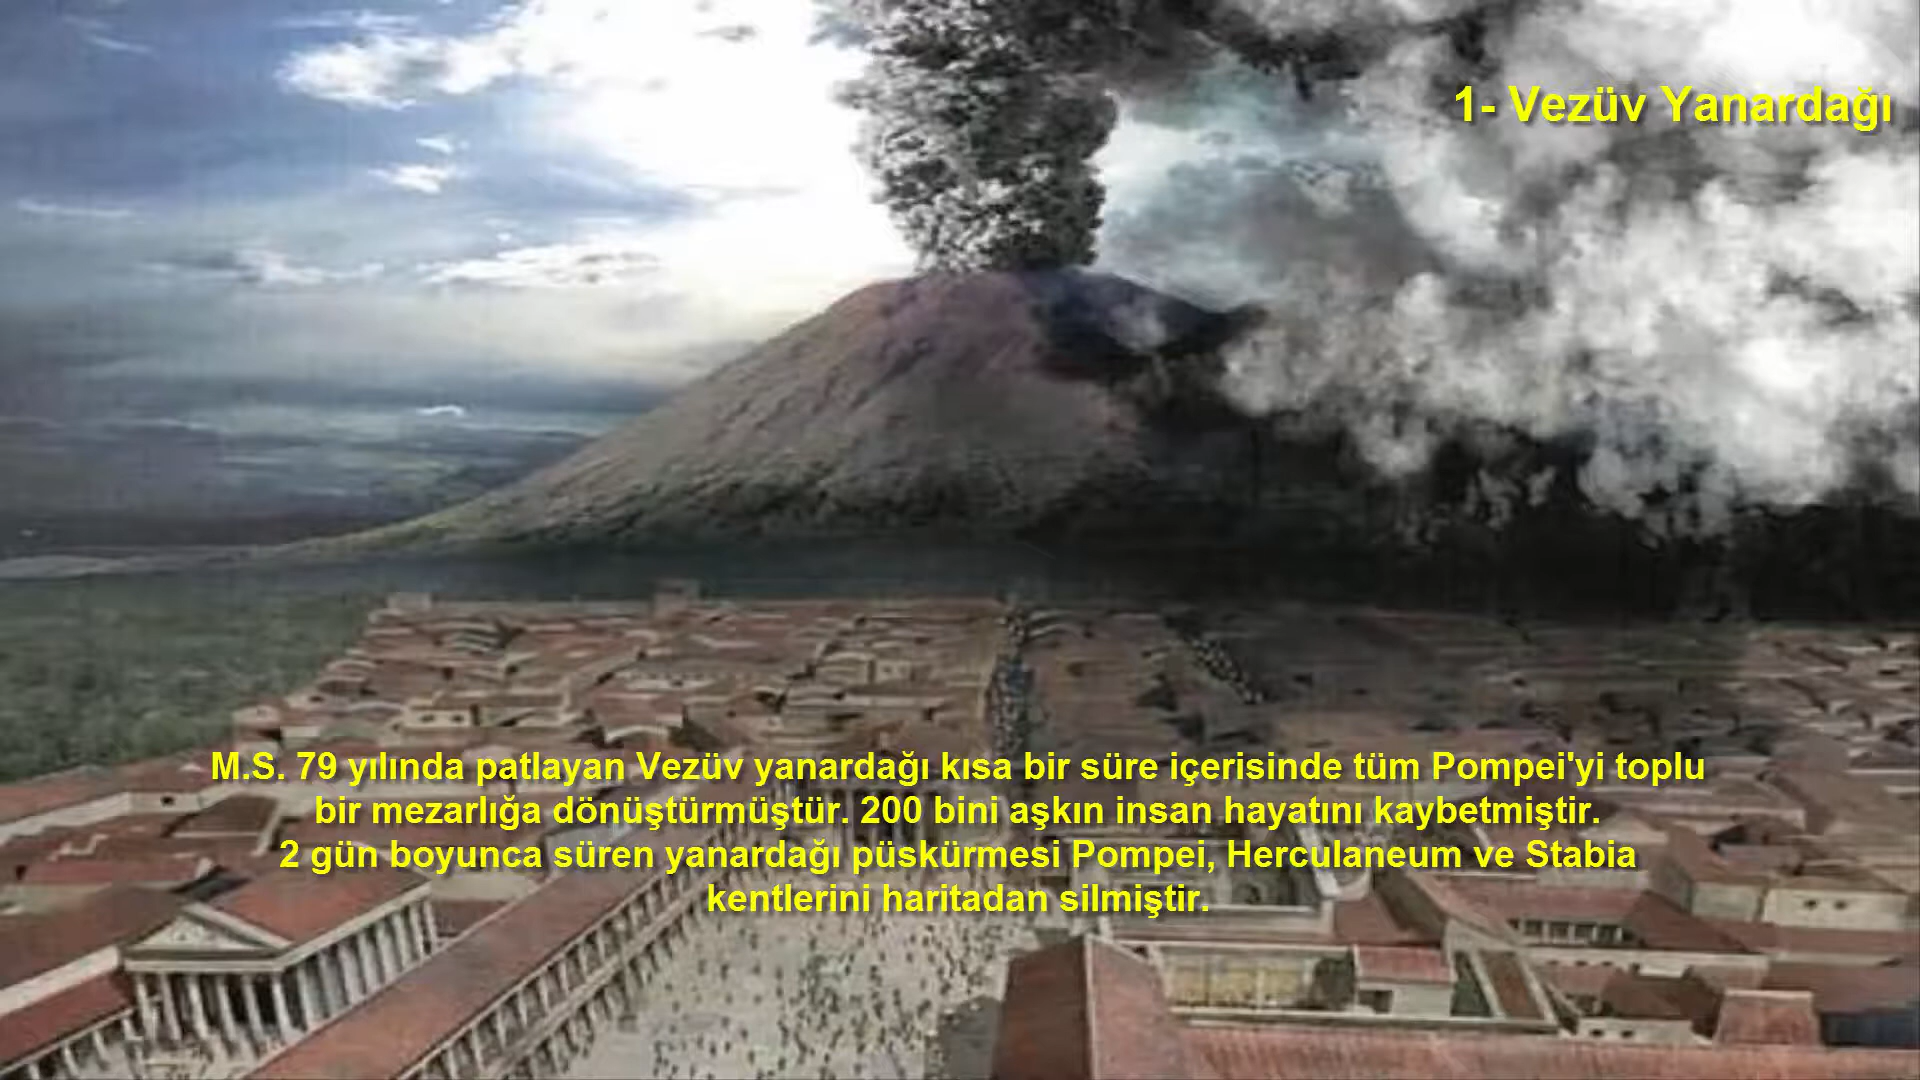 1- Vezüv Yanardağı
M.S. 79 yılında patlayan Vezüv yanardağı kısa bir süre içerisinde tüm Pompei'yi toplu
bir mezarlığa dönüştürmüştür. 200 bini aşkın insan hayatını kaybetmiştir.
2 gün boyunca süren yanardağı püskürmesi Pompei, Herculaneum ve Stabia
kentlerini haritadan silmiştir.